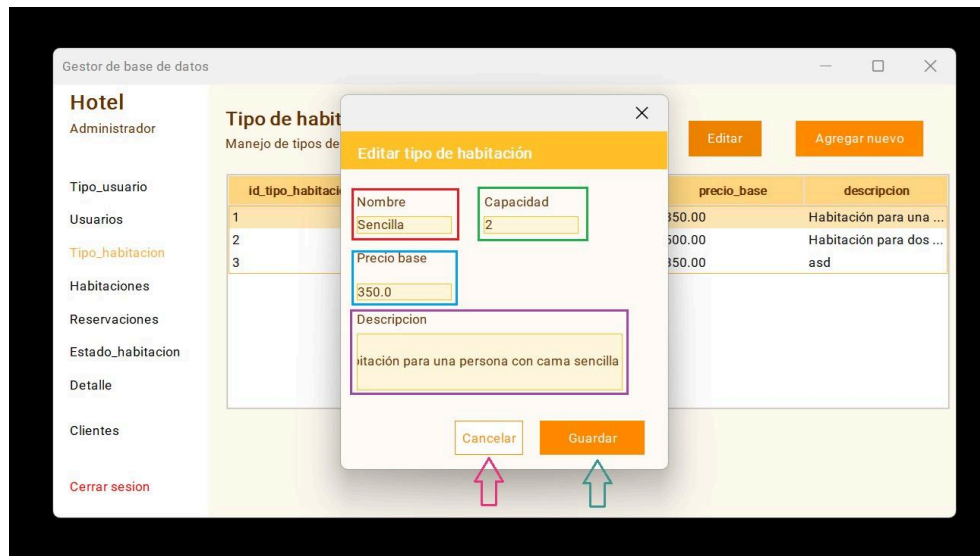 Gestor de base de datos
Hotel
Administrador
Tipo_usuario
Usuarios
Tipo_habitacion
Habitaciones
Reservaciones
Estado_habitacion
Detalle
Clientes
Cerrar sesion
Tipo de habit
Manejo de tipos de
Editar
Agregar nuevo
id_tipo_habitaci precio_base descripcion
1 350.00 Habitación para una ...
2 500.00 Habitación para dos ...
3 350.00 asd
Editar tipo de habitación
Nombre Capacidad
Sencilla 2
Precio base
350.0
Descripcion
itación para una persona con cama sencilla
Cancelar Guardar